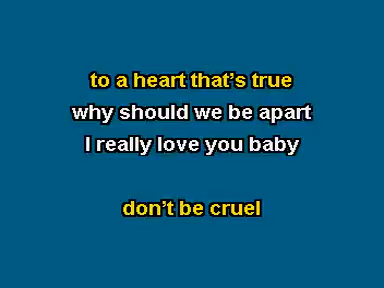 to a heart that's true
why should we be apart
I really love you baby
don't be cruel